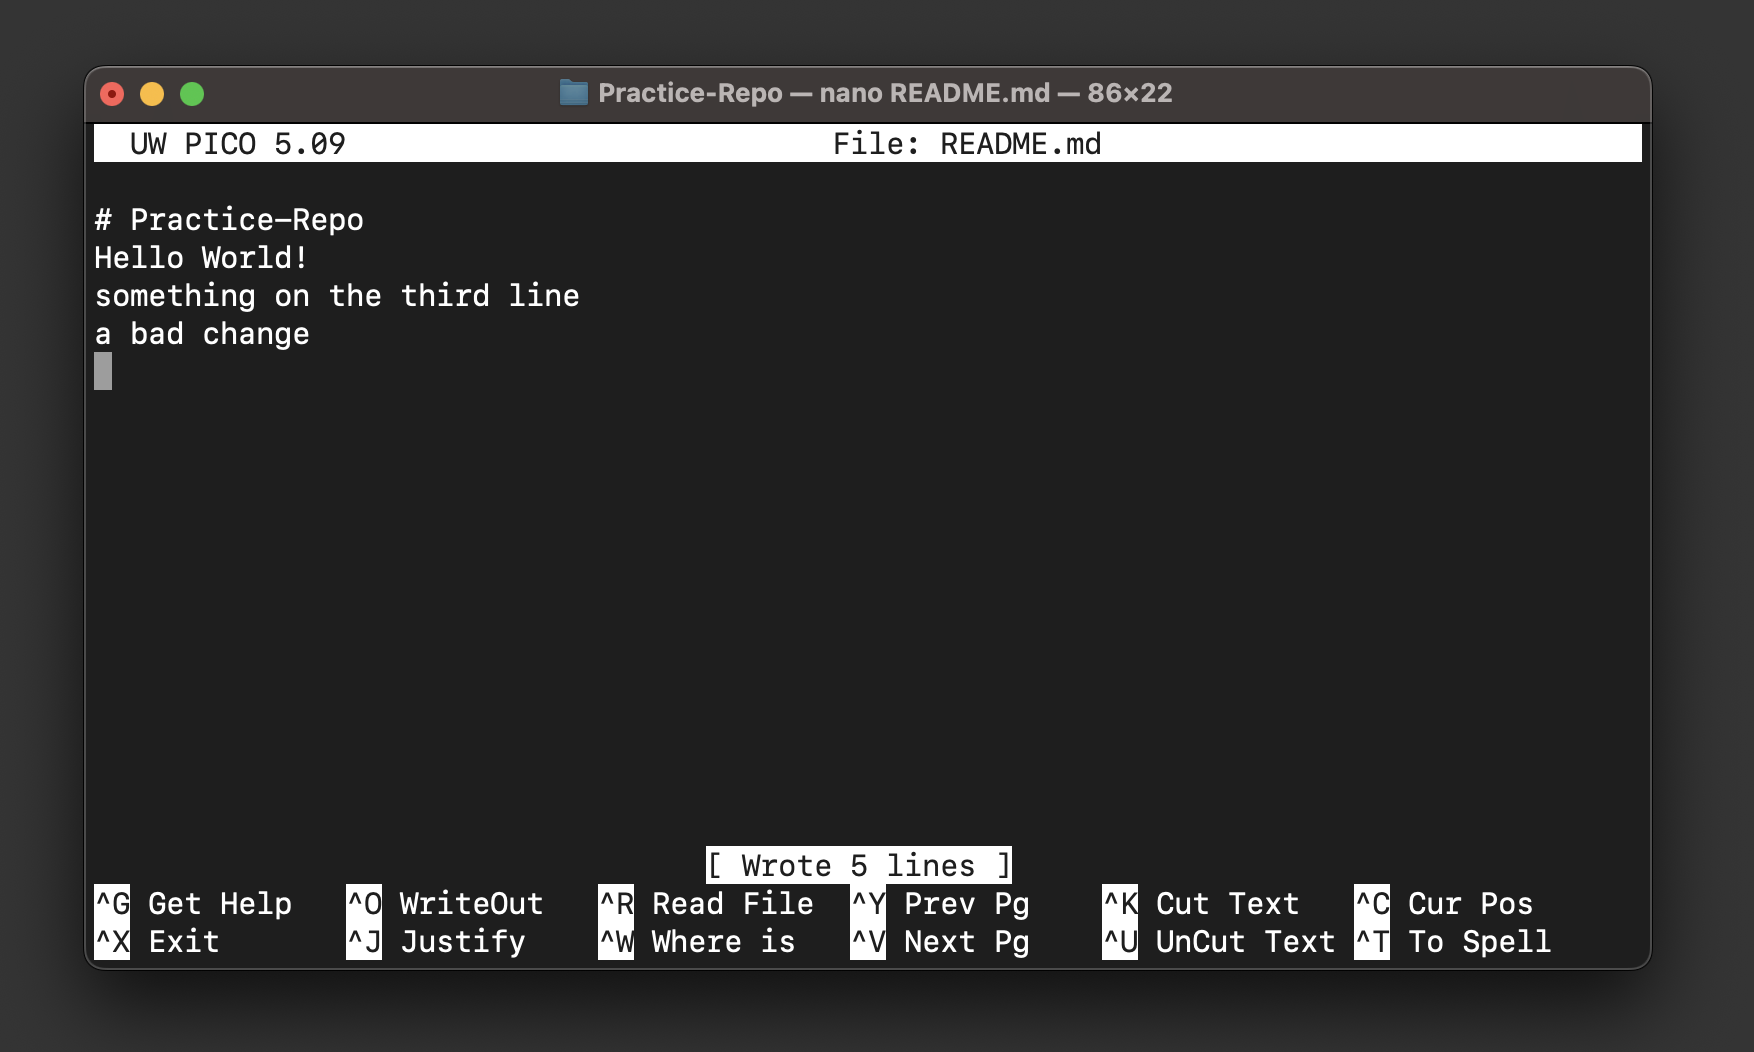 Practice-Repo — nano README.md — 86×22
UW PICO 5.09 File: README.md
# Practice-Repo
Hello World!
something on the third line
a bad change
[ Wrote 5 lines ]
^G Get Help ^O WriteOut ^R Read File ^Y Prev Pg ^K Cut Text ^C Cur Pos
^X Exit ^J Justify ^W Where is ^V Next Pg ^U UnCut Text ^T To Spell